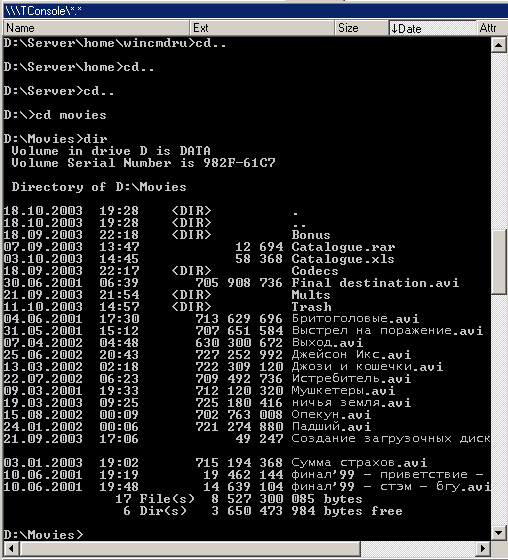 \\\TConsole\*.*
Name Ext Size ↓Date Attr
D:\Server\home\wincmdru>cd..
D:\Server\home>cd..
D:\Server>cd..
D:\>cd movies
D:\Movies>dir
Volume in drive D is DATA
Volume Serial Number is 982F-61C7
Directory of D:\Movies
18.10.2003 19:28 <DIR> .
18.10.2003 19:28 <DIR> ..
18.09.2003 22:18 <DIR> Bonus
07.09.2003 13:47 12 694 Catalogue.rar
03.10.2003 14:45 58 368 Catalogue.xls
18.09.2003 22:17 <DIR> Codecs
30.06.2001 06:39 705 908 736 Final destination.avi
21.09.2003 21:54 <DIR> Mults
11.10.2003 14:57 <DIR> Trash
04.06.2001 17:30 713 629 696 Бритоголовые.avi
31.05.2001 15:12 707 651 584 Выстрел на поражение.avi
07.04.2002 04:48 630 300 672 Выход.avi
25.06.2002 20:43 727 252 992 Джейсон Икс.avi
13.03.2002 02:18 722 309 120 Джози и кошечки.avi
22.07.2002 06:23 709 492 736 Истребитель.avi
09.03.2001 19:33 712 120 320 Мушкетеры.avi
19.03.2003 09:25 725 180 416 ничья земля.avi
15.08.2002 00:09 702 763 008 Опекун.avi
24.01.2002 00:06 721 274 880 Падший.avi
21.09.2003 17:06 49 247 Создание загрузочных диск
03.01.2003 19:02 715 194 368 Сумма страхов.avi
10.06.2001 19:19 19 462 144 финал'99 - приветствие -
10.06.2001 19:48 14 639 104 финал'99 - стэм - бгу.avi
17 File(s) 8 527 300 085 bytes
6 Dir(s) 3 650 473 984 bytes free
D:\Movies>